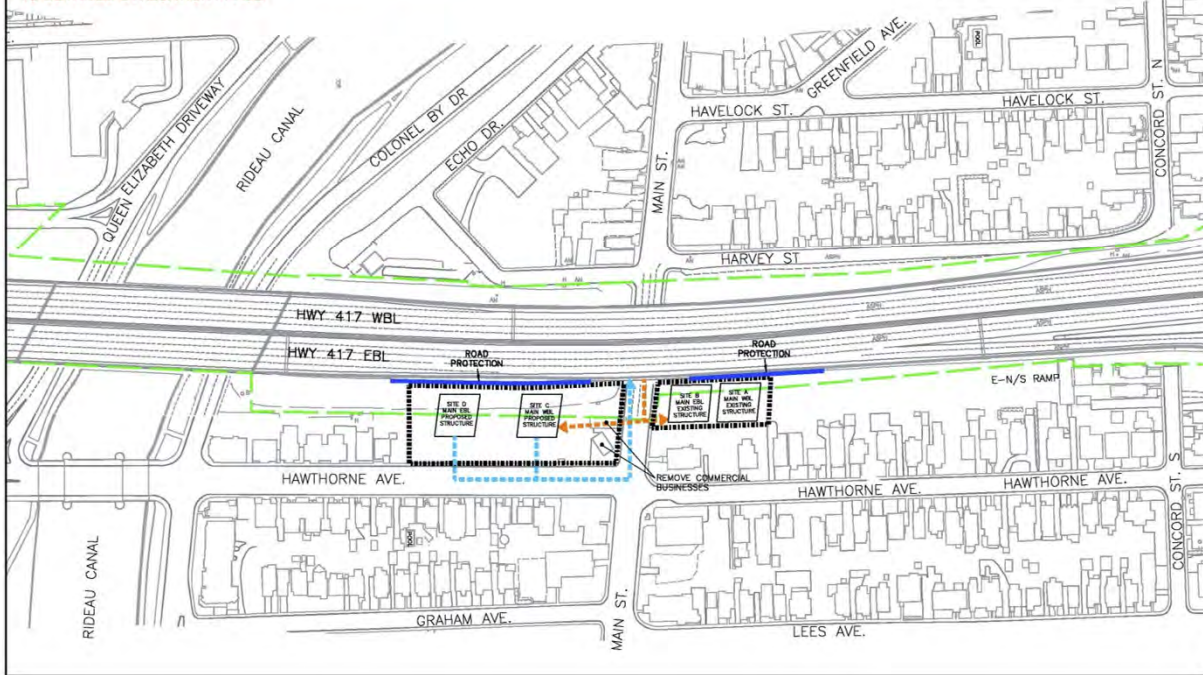 GREENFIELD AVE.
POOL
HAVELOCK ST.
HAVELOCK ST.
CONCORD ST. N
QUEEN ELIZABETH DRIVEWAY
RIDEAU CANAL
COLONEL BY DR
ECHO DR.
MAIN ST.
HARVEY ST
HWY 417 WBL
HWY 417 EBL
ROAD
PROTECTION
ROAD
PROTECTION
E-N/S RAMP
SITE D
MAIN EBL
PROPOSED
STRUCTURE
SITE C
MAIN WBL
PROPOSED
STRUCTURE
SITE B
MAIN EBL
EXISTING
STRUCTURE
SITE A
MAIN WBL
EXISTING
STRUCTURE
REMOVE COMMERCIAL
BUSINESSES
HAWTHORNE AVE.
HAWTHORNE AVE.
HAWTHORNE AVE.
CONCORD ST. S
POOL
RIDEAU CANAL
GRAHAM AVE.
MAIN ST.
LEES AVE.